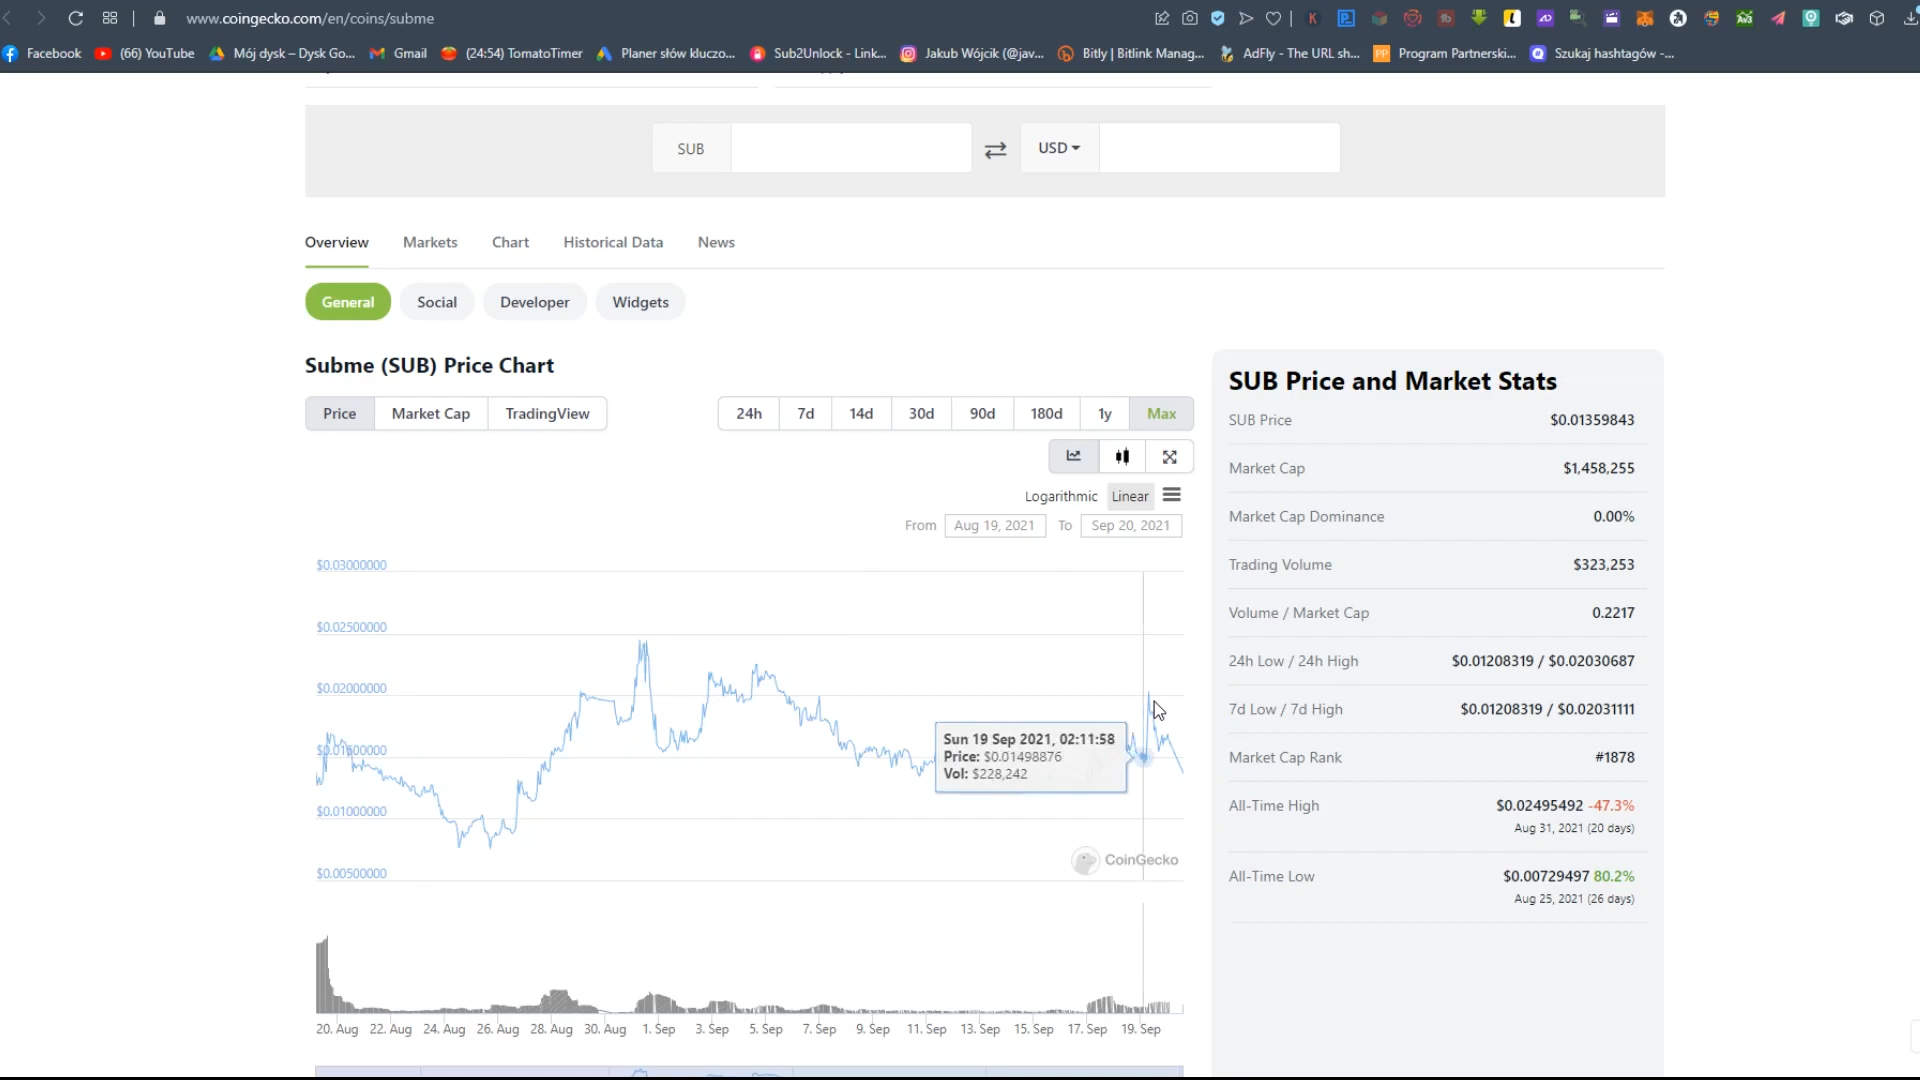 www.coingecko.com/en/coins/subme
Facebook (66) YouTube Mój dysk – Dysk Go... Gmail (24:54) TomatoTimer Planer słów kluczo... Sub2Unlock - Link... Jakub Wójcik (@jav... Bitly | Bitlink Manag... AdFly - The URL sh... Program Partnerski... Szukaj hashtagów -...
SUB USD
Overview Markets Chart Historical Data News
General Social Developer Widgets
Subme (SUB) Price Chart
Price Market Cap TradingView 24h 7d 14d 30d 90d 180d 1y Max
Logarithmic Linear
From Aug 19, 2021 To Sep 20, 2021
$0.03000000
$0.02500000
$0.02000000
$0.01500000
$0.01000000
$0.00500000
Sun 19 Sep 2021, 02:11:58
Price: $0.01498876
Vol: $228,242
CoinGecko
20. Aug 22. Aug 24. Aug 26. Aug 28. Aug 30. Aug 1. Sep 3. Sep 5. Sep 7. Sep 9. Sep 11. Sep 13. Sep 15. Sep 17. Sep 19. Sep
SUB Price and Market Stats
SUB Price $0.01359843
Market Cap $1,458,255
Market Cap Dominance 0.00%
Trading Volume $323,253
Volume / Market Cap 0.2217
24h Low / 24h High $0.01208319 / $0.02030687
7d Low / 7d High $0.01208319 / $0.02031111
Market Cap Rank #1878
All-Time High $0.02495492 -47.3%
Aug 31, 2021 (20 days)
All-Time Low $0.00729497 80.2%
Aug 25, 2021 (26 days)